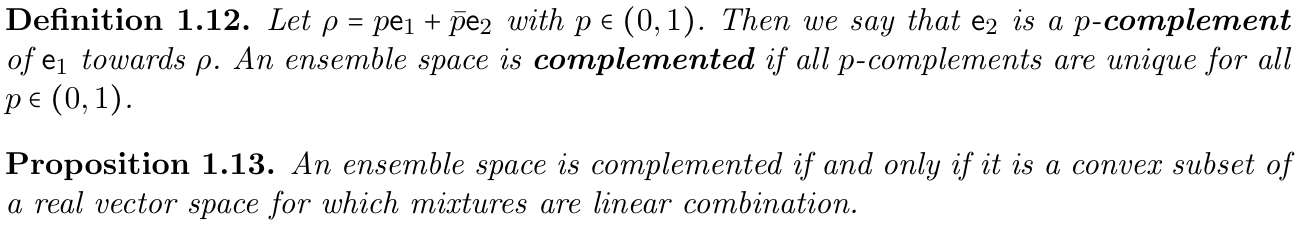 Definition 1.12. Let ρ = pe₁ + p̄e₂ with p ∈ (0, 1). Then we say that e₂ is a p-complement
of e₁ towards ρ. An ensemble space is complemented if all p-complements are unique for all
p ∈ (0, 1).
Proposition 1.13. An ensemble space is complemented if and only if it is a convex subset of
a real vector space for which mixtures are linear combination.